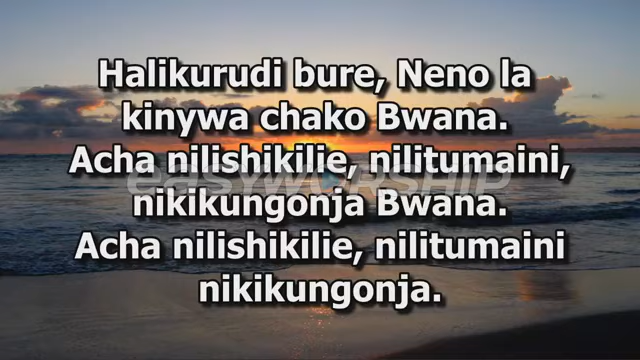 Halikurudi bure, Neno la
kinywa chako Bwana.
Acha nilishikilie, nilitumaini,
easyworship
nikikungonja Bwana.
Acha nilishikilie, nilitumaini
nikikungonja.